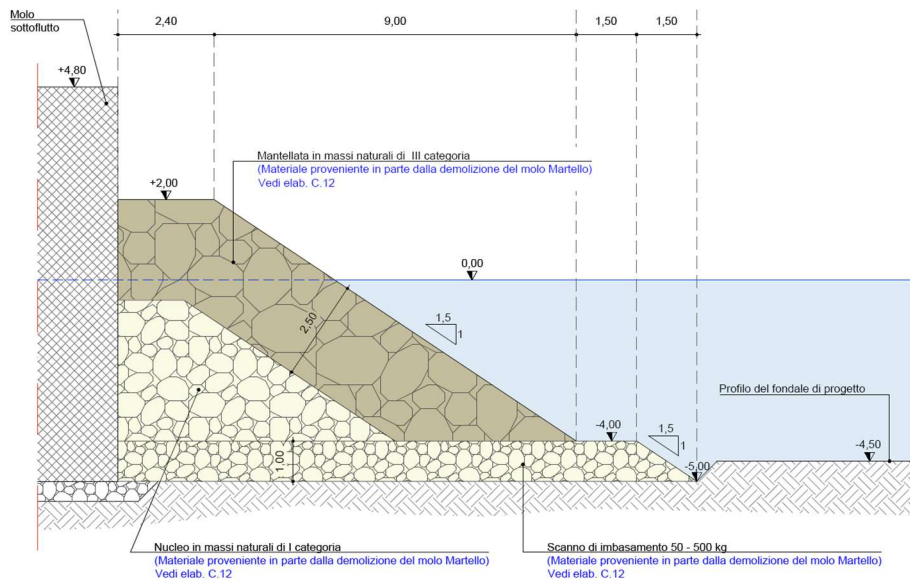 Molo
sottoflutto
2,40
9,00
1,50
1,50
+4,80
Mantellata in massi naturali di III categoria
(Materiale proveniente in parte dalla demolizione del molo Martello)
Vedi elab. C.12
+2,00
0,00
2,50
1,5
1
Profilo del fondale di progetto
-4,00
1,5
1
-4,50
1,00
-5,00
Nucleo in massi naturali di I categoria
(Materiale proveniente in parte dalla demolizione del molo Martello)
Vedi elab. C.12
Scanno di imbasamento 50 - 500 kg
(Materiale proveniente in parte dalla demolizione del molo Martello)
Vedi elab. C.12